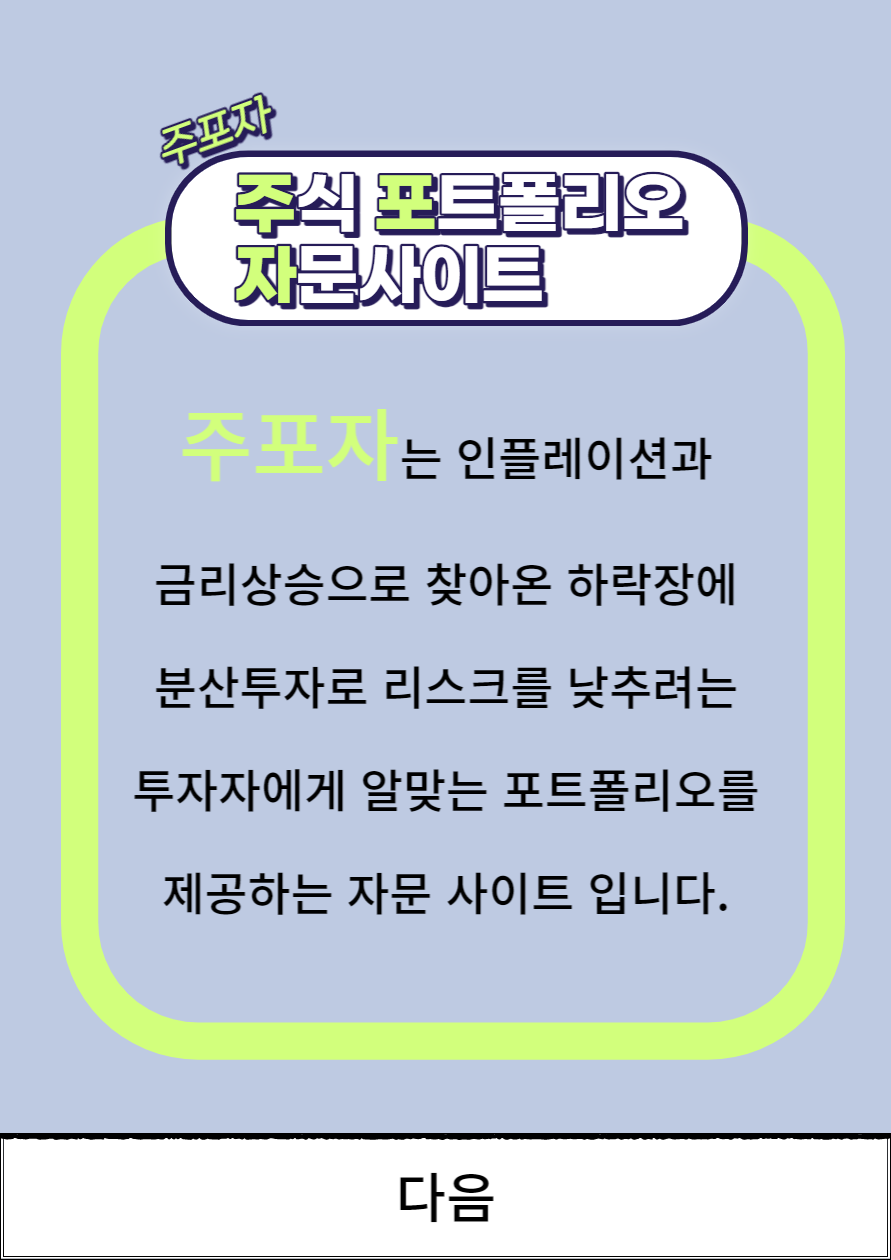 주포자
주식 포트폴리오
자문사이트
주포자는 인플레이션과
금리상승으로 찾아온 하락장에
분산투자로 리스크를 낮추려는
투자자에게 알맞는 포트폴리오를
제공하는 자문 사이트 입니다.
다음